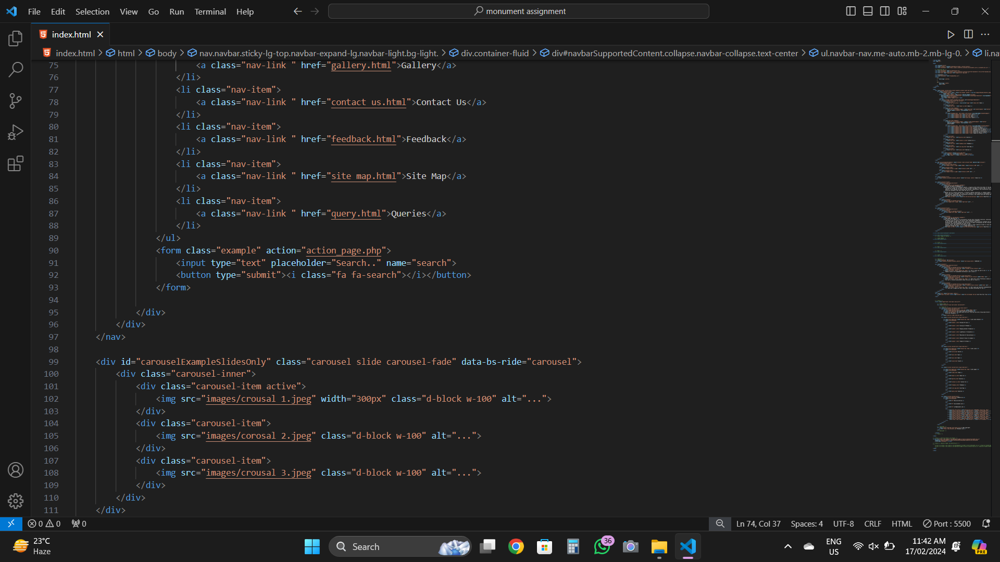 File Edit Selection View Go Run Terminal Help
monument assignment
index.html
index.html > html > body > nav.navbar.sticky-lg-top.navbar-expand-lg.navbar-light.bg-light. > div.container-fluid > div#navbarSupportedContent.collapse.navbar-collapse.text-center > ul.navbar-nav.me-auto.mb-2.mb-lg-0. > li.na
75 <a class="nav-link " href="gallery.html">Gallery</a>
76 </li>
77 <li class="nav-item">
78 <a class="nav-link " href="contact us.html">Contact Us</a>
79 </li>
80 <li class="nav-item">
81 <a class="nav-link " href="feedback.html">Feedback</a>
82 </li>
83 <li class="nav-item">
84 <a class="nav-link " href="site map.html">Site Map</a>
85 </li>
86 <li class="nav-item">
87 <a class="nav-link " href="query.html">Queries</a>
88 </li>
89 </ul>
90 <form class="example" action="action_page.php">
91 <input type="text" placeholder="Search.." name="search">
92 <button type="submit"><i class="fa fa-search"></i></button>
93 </form>
94
95 </div>
96 </div>
97 </nav>
98
99 <div id="carouselExampleSlidesOnly" class="carousel slide carousel-fade" data-bs-ride="carousel">
100 <div class="carousel-inner">
101 <div class="carousel-item active">
102 <img src="images/crousal 1.jpeg" width="300px" class="d-block w-100" alt="...">
103 </div>
104 <div class="carousel-item">
105 <img src="images/corosal 2.jpeg" class="d-block w-100" alt="...">
106 </div>
107 <div class="carousel-item">
108 <img src="images/crousal 3.jpeg" class="d-block w-100" alt="...">
109 </div>
110 </div>
111 </div>
0 0 0
Ln 74, Col 37 Spaces: 4 UTF-8 CRLF HTML Port : 5500
23°C
Haze
Search
36
ENG
US
11:42 AM
17/02/2024
PRE